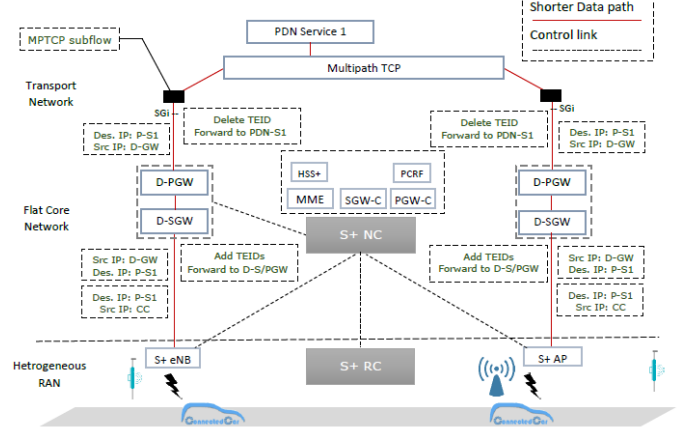 Shorter Data path
PDN Service 1
MPTCP subflow
Control link
Multipath TCP
Transport
Network
SGi
SGi
Delete TEID
Forward to PDN-S1
Delete TEID
Forward to PDN-S1
Des. IP: P-S1
Src IP: D-GW
Des. IP: P-S1
Src IP: D-GW
HSS+
PCRF
D-PGW
D-PGW
MME
SGW-C
PGW-C
Flat Core
Network
D-SGW
D-SGW
S+ NC
Src IP: D-GW
Des. IP: P-S1
Add TEIDs
Forward to D-S/PGW
Add TEIDs
Forward to D-S/PGW
Src IP: D-GW
Des. IP: P-S1
Des. IP: P-S1
Src IP: CC
Des. IP: P-S1
Src IP: CC
Hetrogeneous
RAN
S+ eNB
S+ RC
S+ AP
ConnectedCar
ConnectedCar